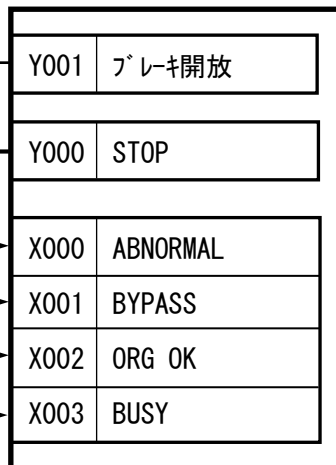 Y001 ﾌﾞﾚｰｷ開放
Y000 STOP
X000 ABNORMAL
X001 BYPASS
X002 ORG OK
X003 BUSY